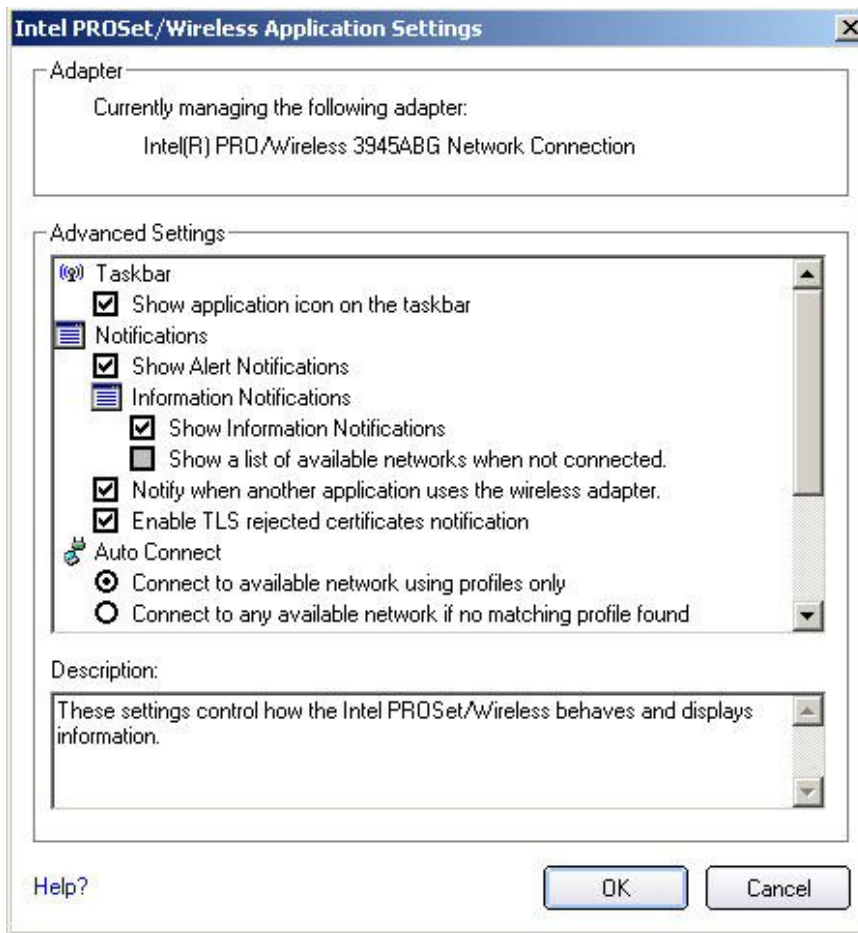 Intel PROSet/Wireless Application Settings
Adapter
Currently managing the following adapter:
Intel(R) PRO/Wireless 3945ABG Network Connection
Advanced Settings
Taskbar
Show application icon on the taskbar
Notifications
Show Alert Notifications
Information Notifications
Show Information Notifications
Show a list of available networks when not connected.
Notify when another application uses the wireless adapter.
Enable TLS rejected certificates notification
Auto Connect
Connect to available network using profiles only
Connect to any available network if no matching profile found
Description:
These settings control how the Intel PROSet/Wireless behaves and displays
information.
Help?
OK
Cancel